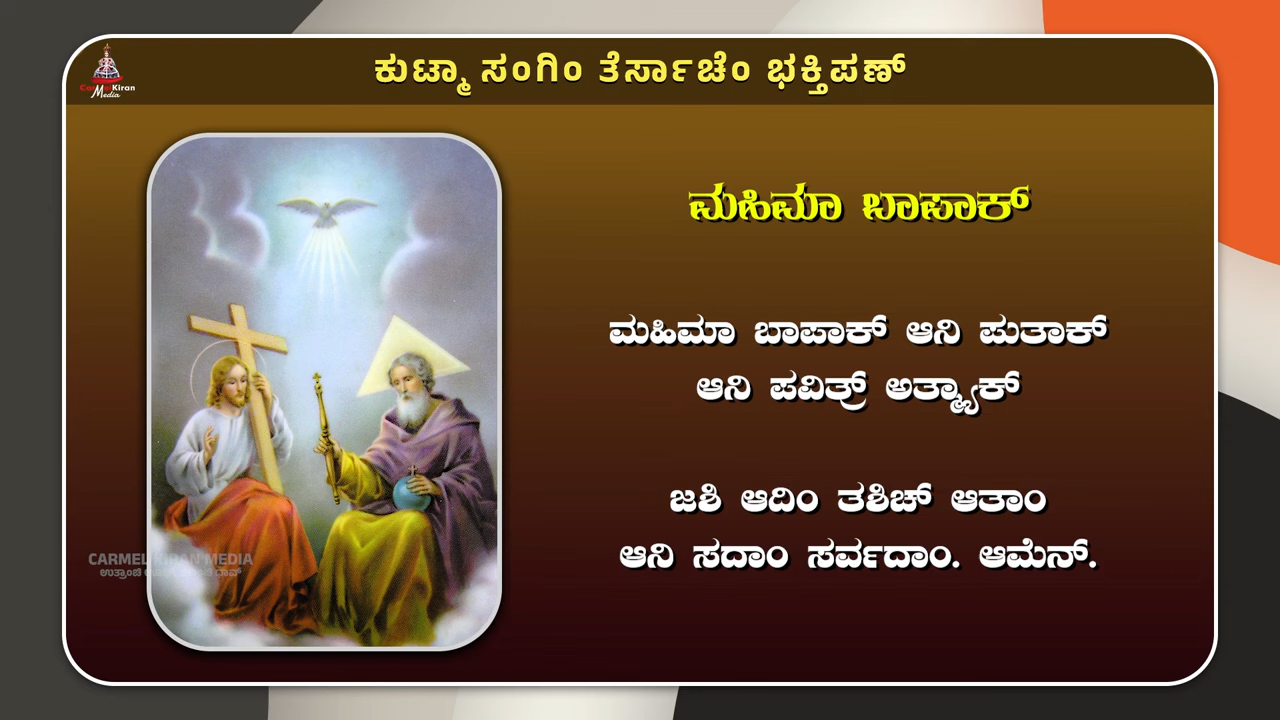 ಕುಟ್ಮಾ ಸಂಗಿಂ ತೆರ್ಸಾಚೆಂ ಭಕ್ತಿಪಣ್
Carmel Kiran
Media
ಮಹಿಮಾ ಬಾಪಾಕ್
ಮಹಿಮಾ ಬಾಪಾಕ್ ಆನಿ ಪುತಾಕ್
ಆನಿ ಪವಿತ್ರ್ ಅತ್ಮ್ಯಾಕ್
ಜಶಿ ಆದಿಂ ತಶಿಚ್ ಆತಾಂ
ಆನಿ ಸದಾಂ ಸರ್ವದಾಂ. ಆಮೆನ್.
CARMEL KIRAN MEDIA